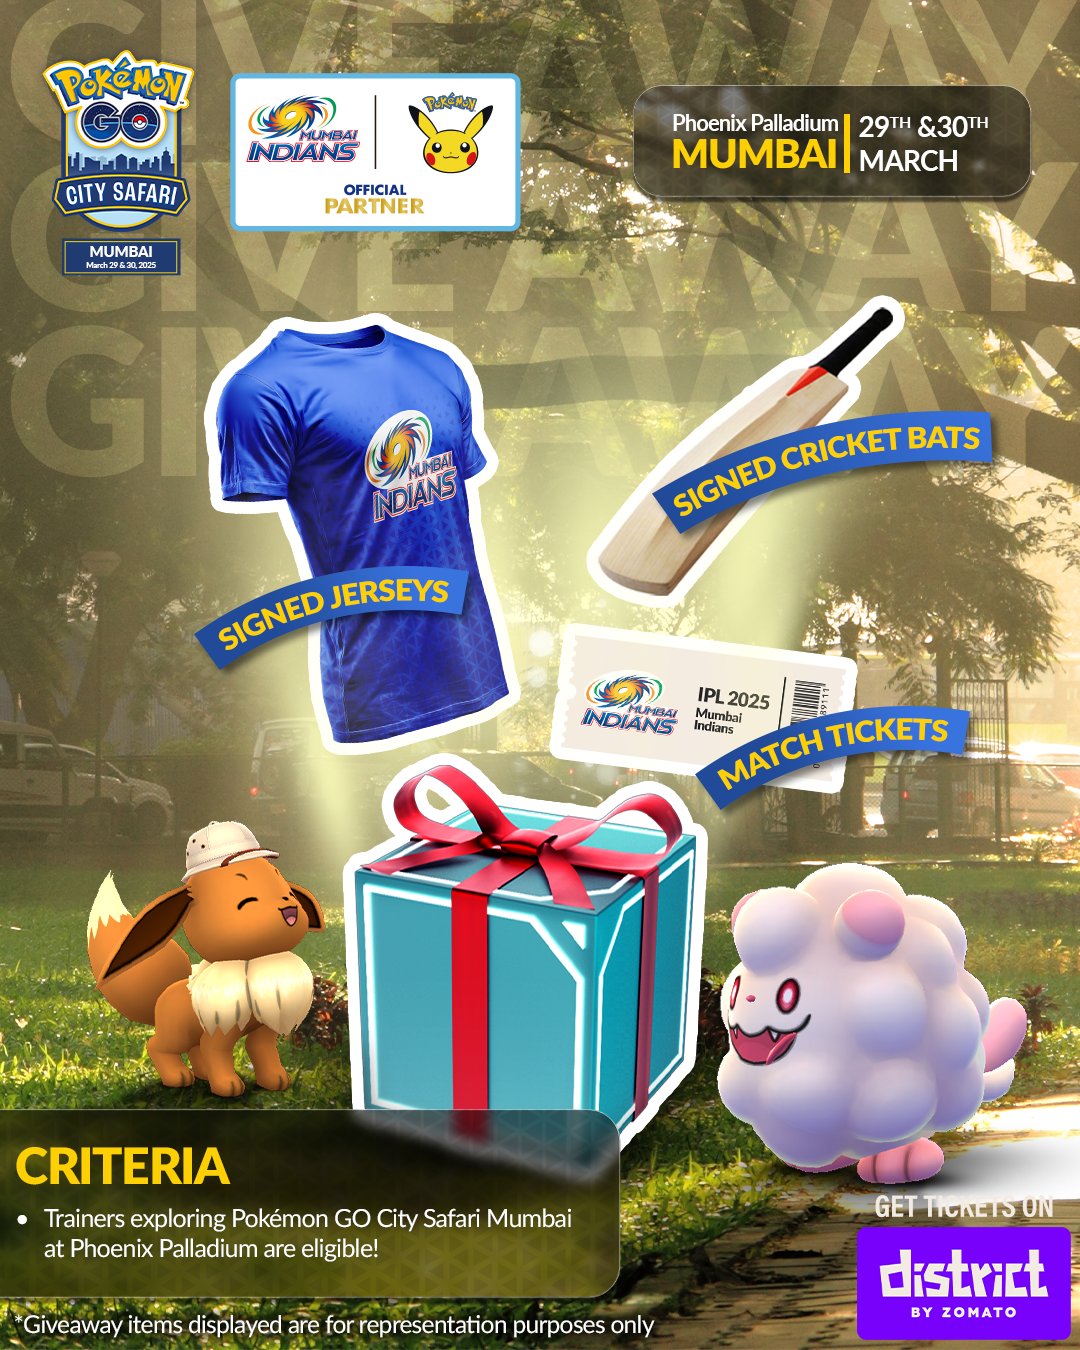 GIVEAWAY
GIVEAWAY
GIVEAWAY
POKéMON
GO
CITY SAFARI
MUMBAI
March 29 & 30, 2025
MUMBAI
INDIANS
POKéMON
OFFICIAL
PARTNER
Phoenix Palladium
MUMBAI
29TH &30TH
MARCH
MUMBAI
INDIANS
SIGNED CRICKET BATS
SIGNED JERSEYS
MUMBAI
INDIANS
IPL 2025
Mumbai
Indians
MATCH TICKETS
CRITERIA
• Trainers exploring Pokémon GO City Safari Mumbai
at Phoenix Palladium are eligible!
GET TICKETS ON
district
BY ZOMATO
*Giveaway items displayed are for representation purposes only